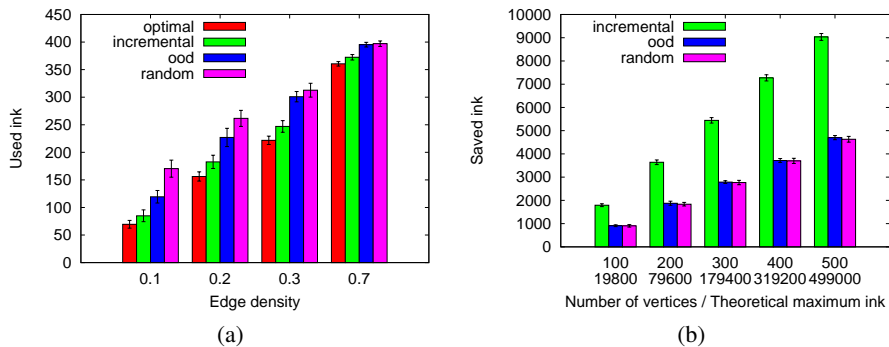 Used ink
450
400
350
300
250
200
150
100
50
0
optimal
incremental
ood
random
0.1 0.2 0.3 0.7
Edge density
(a)
Saved ink
10000
9000
8000
7000
6000
5000
4000
3000
2000
1000
0
incremental
ood
random
100 200 300 400 500
19800 79600 179400 319200 499000
Number of vertices / Theoretical maximum ink
(b)